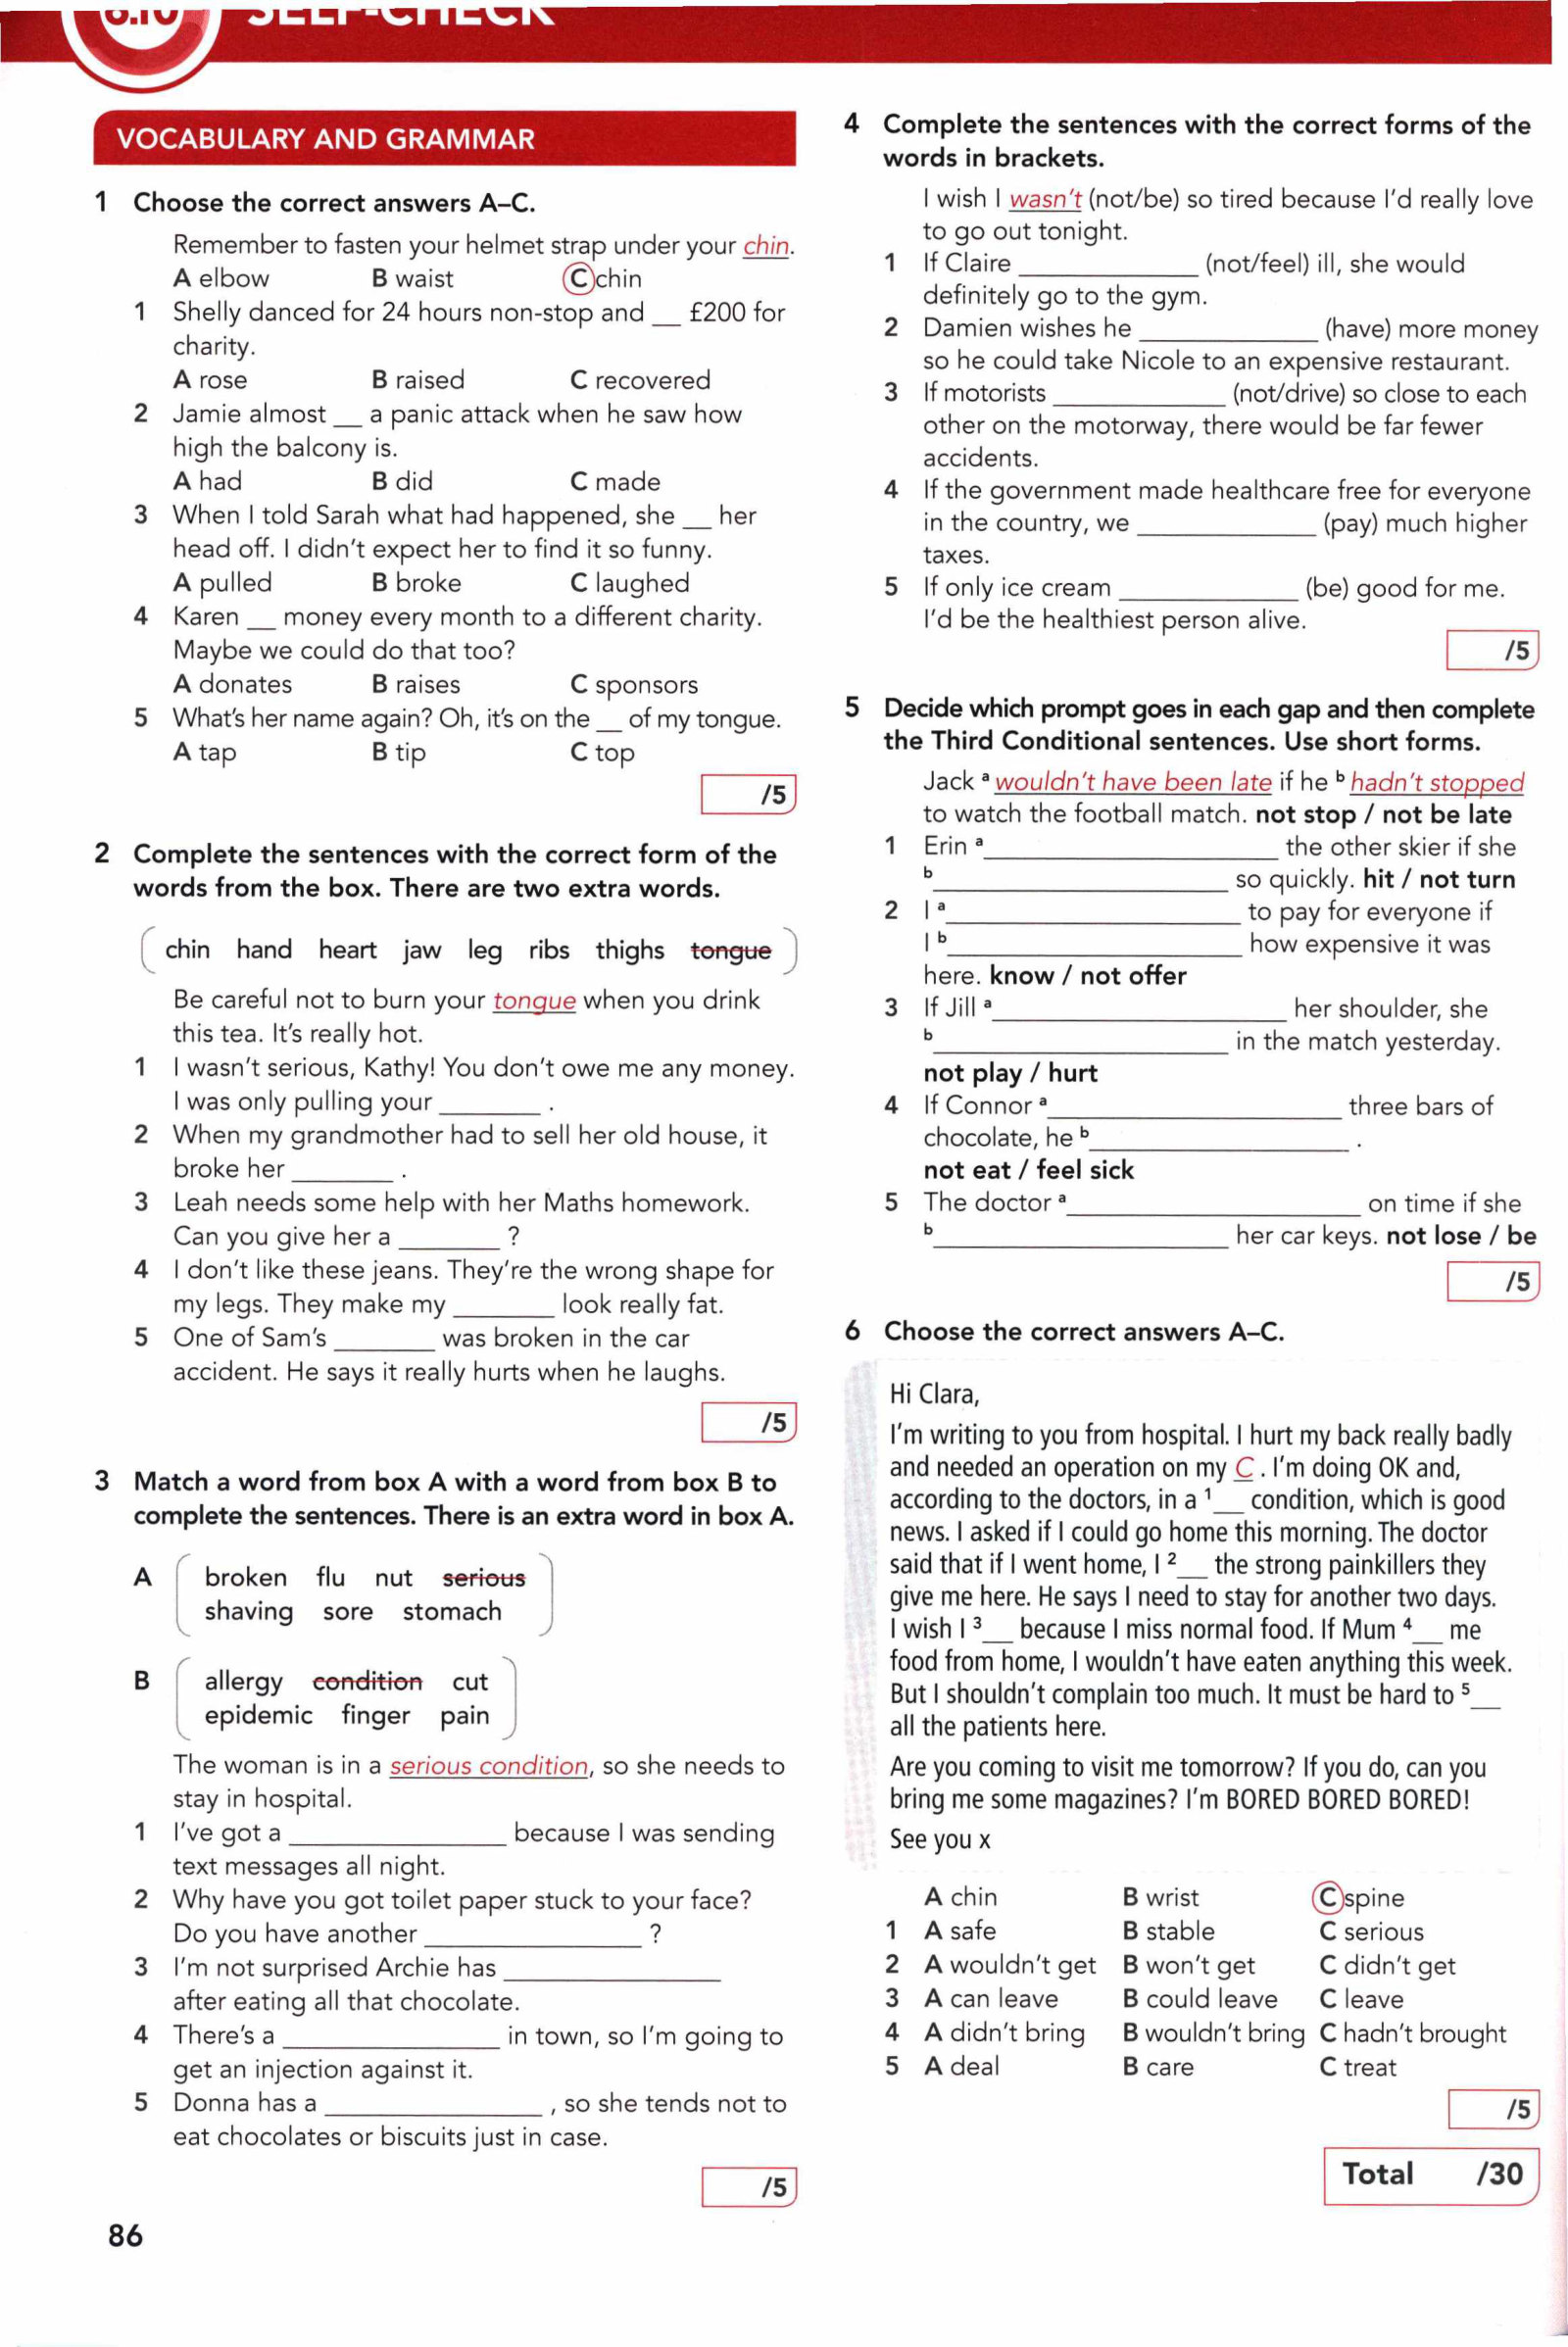 SELF-CHECK
VOCABULARY AND GRAMMAR
1 Choose the correct answers A–C.
Remember to fasten your helmet strap under your chin.
A elbow B waist C chin
1 Shelly danced for 24 hours non-stop and __ £200 for
charity.
A rose B raised C recovered
2 Jamie almost __ a panic attack when he saw how
high the balcony is.
A had B did C made
3 When I told Sarah what had happened, she __ her
head off. I didn't expect her to find it so funny.
A pulled B broke C laughed
4 Karen __ money every month to a different charity.
Maybe we could do that too?
A donates B raises C sponsors
5 What's her name again? Oh, it's on the __ of my tongue.
A tap B tip C top
/5
2 Complete the sentences with the correct form of the
words from the box. There are two extra words.
chin hand heart jaw leg ribs thighs tongue
Be careful not to burn your tongue when you drink
this tea. It's really hot.
1 I wasn't serious, Kathy! You don't owe me any money.
I was only pulling your ________ .
2 When my grandmother had to sell her old house, it
broke her ________ .
3 Leah needs some help with her Maths homework.
Can you give her a ________ ?
4 I don't like these jeans. They're the wrong shape for
my legs. They make my ________ look really fat.
5 One of Sam's ________ was broken in the car
accident. He says it really hurts when he laughs.
/5
3 Match a word from box A with a word from box B to
complete the sentences. There is an extra word in box A.
A broken flu nut serious
shaving sore stomach
B allergy condition cut
epidemic finger pain
The woman is in a serious condition, so she needs to
stay in hospital.
1 I've got a ________________ because I was sending
text messages all night.
2 Why have you got toilet paper stuck to your face?
Do you have another ________________ ?
3 I'm not surprised Archie has ________________
after eating all that chocolate.
4 There's a ________________ in town, so I'm going to
get an injection against it.
5 Donna has a ________________ , so she tends not to
eat chocolates or biscuits just in case.
/5
86
4 Complete the sentences with the correct forms of the
words in brackets.
I wish I wasn't (not/be) so tired because I'd really love
to go out tonight.
1 If Claire ______________ (not/feel) ill, she would
definitely go to the gym.
2 Damien wishes he ______________ (have) more money
so he could take Nicole to an expensive restaurant.
3 If motorists ______________ (not/drive) so close to each
other on the motorway, there would be far fewer
accidents.
4 If the government made healthcare free for everyone
in the country, we ______________ (pay) much higher
taxes.
5 If only ice cream ______________ (be) good for me.
I'd be the healthiest person alive.
/5
5 Decide which prompt goes in each gap and then complete
the Third Conditional sentences. Use short forms.
Jack a wouldn't have been late if he b hadn't stopped
to watch the football match. not stop / not be late
1 Erin a______________________ the other skier if she
b______________________ so quickly. hit / not turn
2 I a______________________ to pay for everyone if
I b______________________ how expensive it was
here. know / not offer
3 If Jill a______________________ her shoulder, she
b______________________ in the match yesterday.
not play / hurt
4 If Connor a______________________ three bars of
chocolate, he b____________________ .
not eat / feel sick
5 The doctor a______________________ on time if she
b______________________ her car keys. not lose / be
/5
6 Choose the correct answers A–C.
Hi Clara,
I'm writing to you from hospital. I hurt my back really badly
and needed an operation on my C . I'm doing OK and,
according to the doctors, in a 1__ condition, which is good
news. I asked if I could go home this morning. The doctor
said that if I went home, I 2__ the strong painkillers they
give me here. He says I need to stay for another two days.
I wish I 3__ because I miss normal food. If Mum 4__ me
food from home, I wouldn't have eaten anything this week.
But I shouldn't complain too much. It must be hard to 5__
all the patients here.
Are you coming to visit me tomorrow? If you do, can you
bring me some magazines? I'm BORED BORED BORED!
See you x
A chin B wrist C spine
1 A safe B stable C serious
2 A wouldn't get B won't get C didn't get
3 A can leave B could leave C leave
4 A didn't bring B wouldn't bring C hadn't brought
5 A deal B care C treat
/5
Total /30